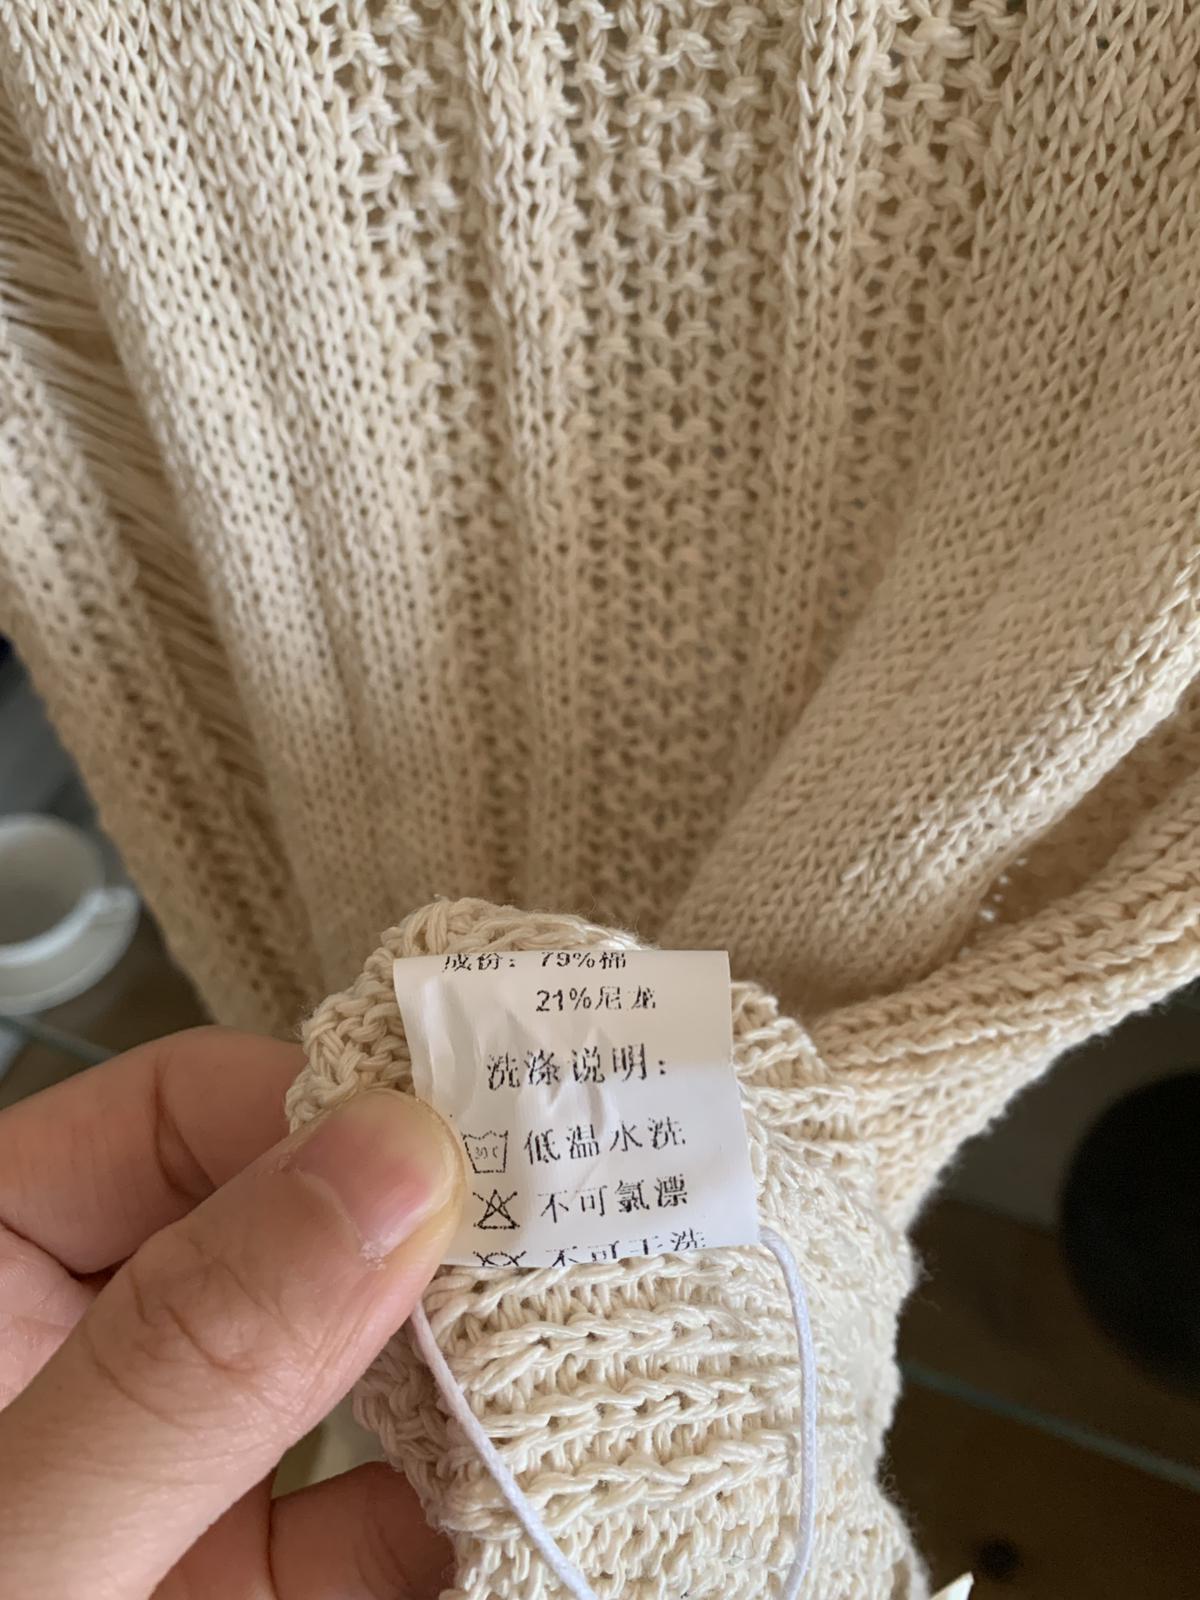 成份：79%棉
21%尼龙
洗涤说明：
30℃ 低温水洗
不可氯漂
不可干洗